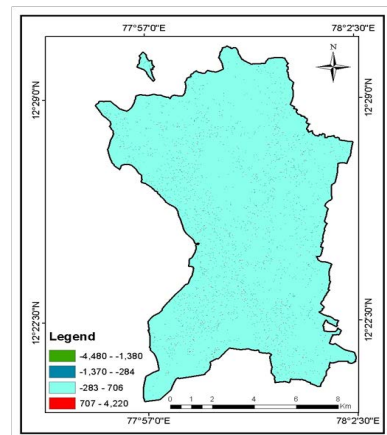 77°57'0"E 78°2'30"E
N
12°29'0"N 12°29'0"N
12°22'30"N 12°22'30"N
Legend
-4,480 - -1,380
-1,370 - -284
-283 - 706
707 - 4,220
0 1 2 4 6 8
Km
77°57'0"E 78°2'30"E